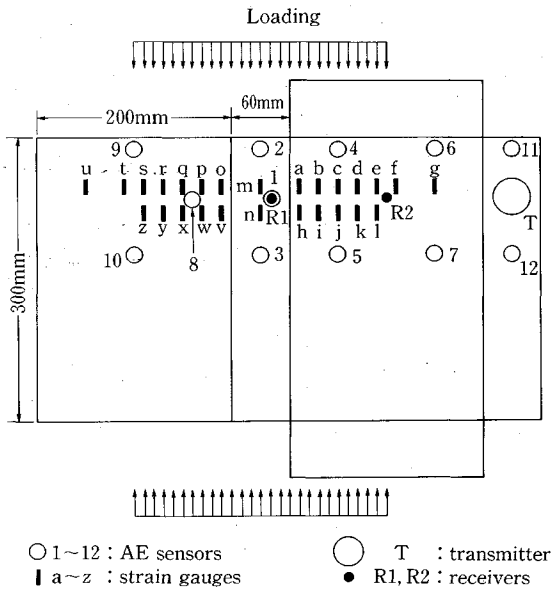 Loading
200mm
60mm
300mm
9 2 4 6 11
u t s r q p o m 1 a b c d e f g
n R1 R2 T
z y x w v h i j k l
10 8 3 5 7 12
○ 1~12 : AE sensors
a~z : strain gauges
T : transmitter
● R1, R2 : receivers